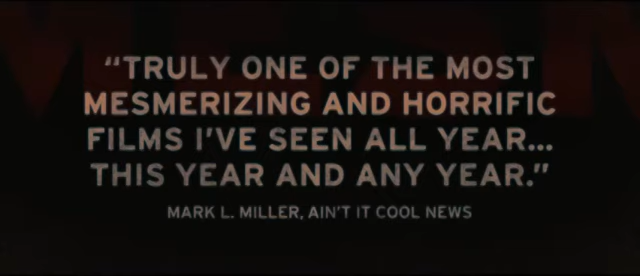 “TRULY ONE OF THE MOST
MESMERIZING AND HORRIFIC
FILMS I’VE SEEN ALL YEAR...
THIS YEAR AND ANY YEAR.”
MARK L. MILLER, AIN’T IT COOL NEWS